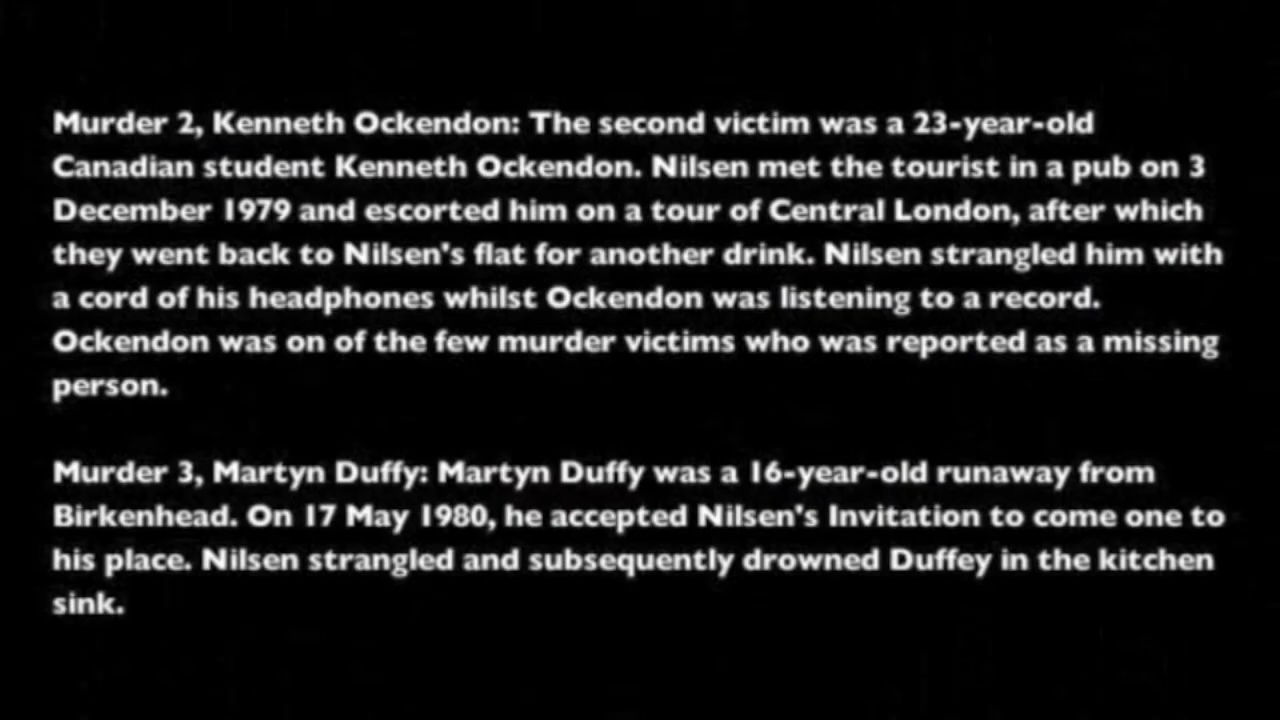 Murder 2, Kenneth Ockendon: The second victim was a 23-year-old
Canadian student Kenneth Ockendon. Nilsen met the tourist in a pub on 3
December 1979 and escorted him on a tour of Central London, after which
they went back to Nilsen's flat for another drink. Nilsen strangled him with
a cord of his headphones whilst Ockendon was listening to a record.
Ockendon was on of the few murder victims who was reported as a missing
person.
Murder 3, Martyn Duffy: Martyn Duffy was a 16-year-old runaway from
Birkenhead. On 17 May 1980, he accepted Nilsen's Invitation to come one to
his place. Nilsen strangled and subsequently drowned Duffey in the kitchen
sink.